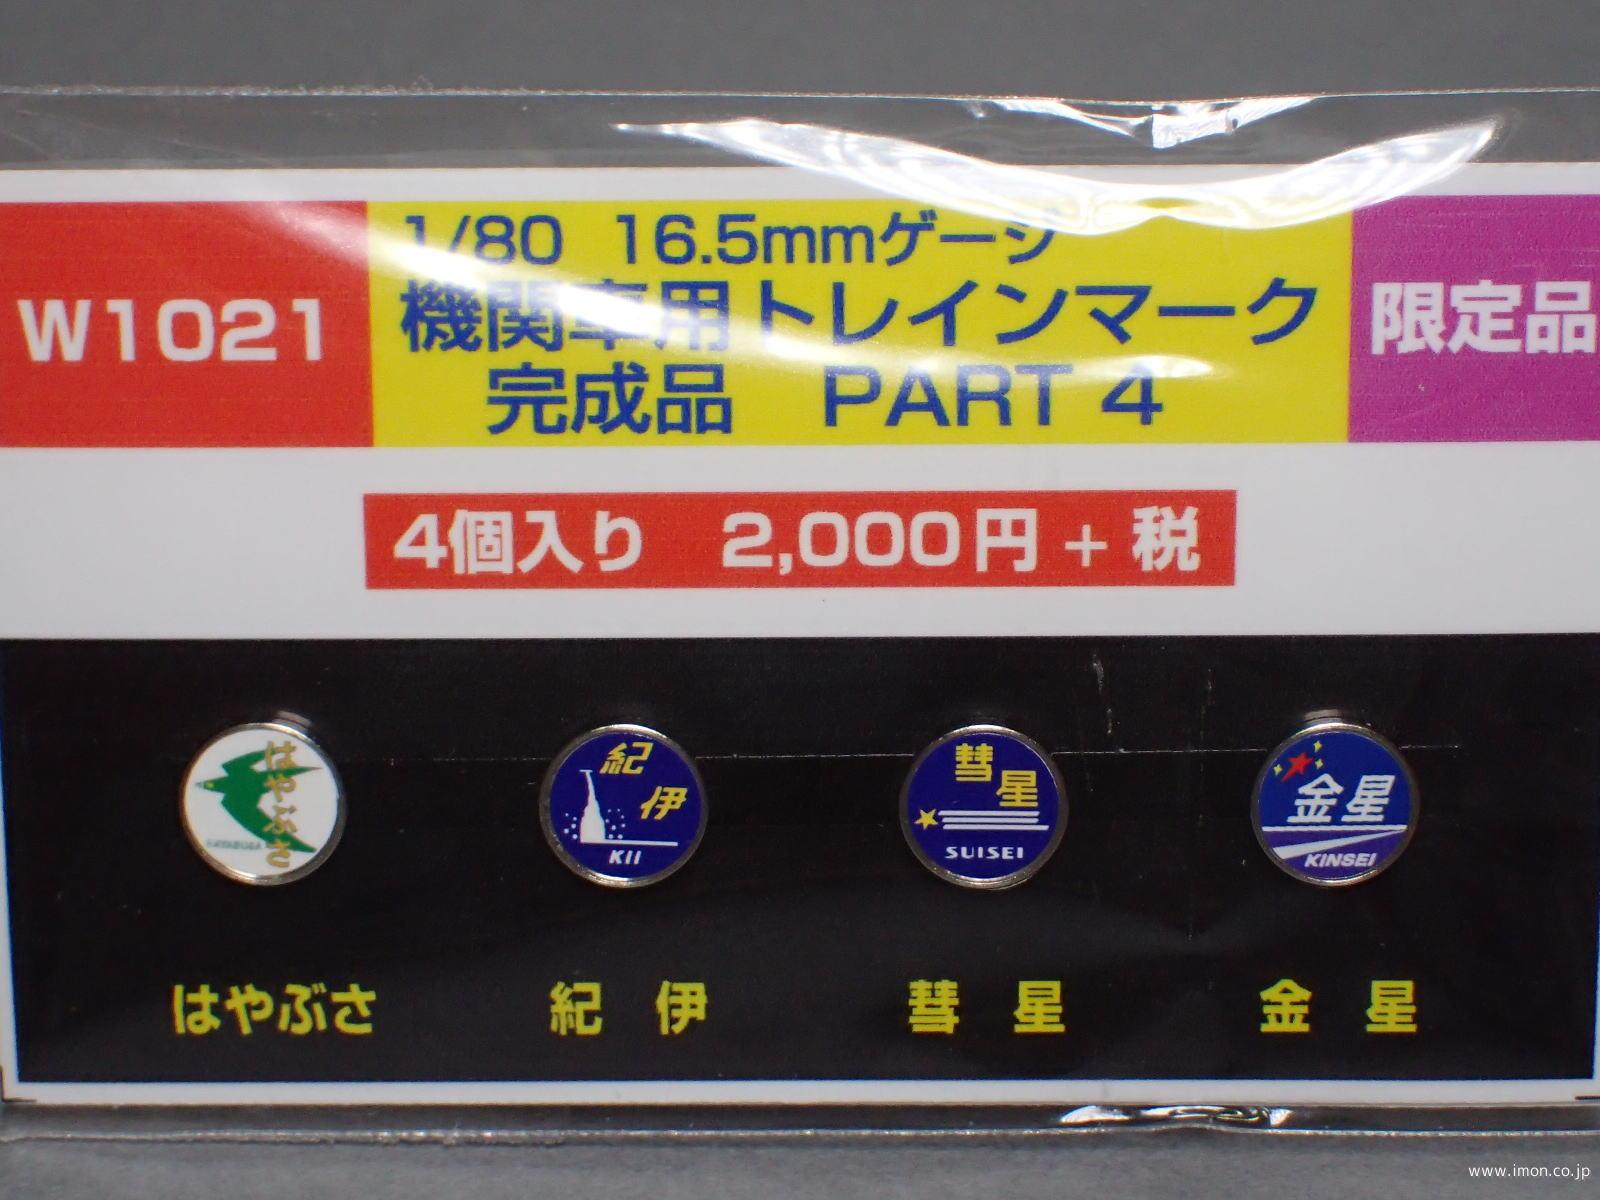 W1021
1/80 16.5mmゲージ
機関車用トレインマーク
完成品 PART 4
限定品
4個入り 2,000円 + 税
はやぶさ
HAYABUSA
紀伊
KII
彗星
SUISEI
金星
KINSEI
はやぶさ 紀伊 彗星 金星
www.imon.co.jp